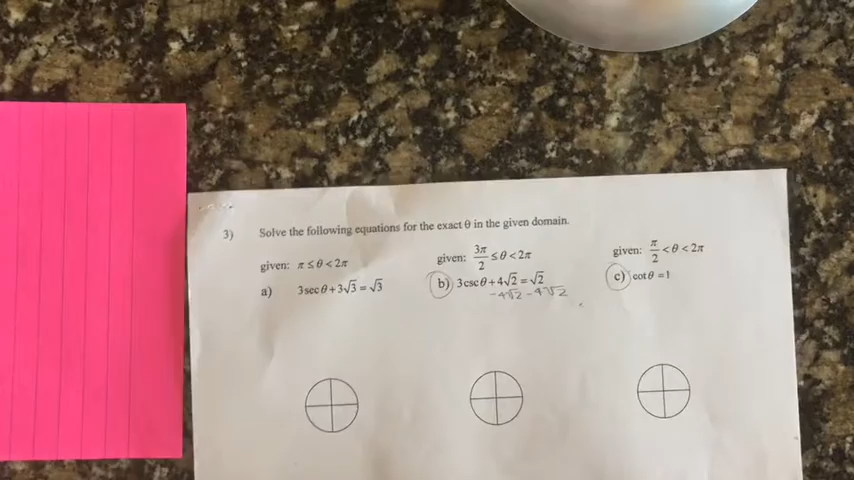 3) Solve the following equations for the exact θ in the given domain.
given: π ≤ θ < 2π
given: 3π/2 ≤ θ < 2π
given: π/2 < θ < 2π
a) 3secθ + 3√3 = √3
b) 3cscθ + 4√2 = √2
c) cotθ = 1
-4√2 -4√2